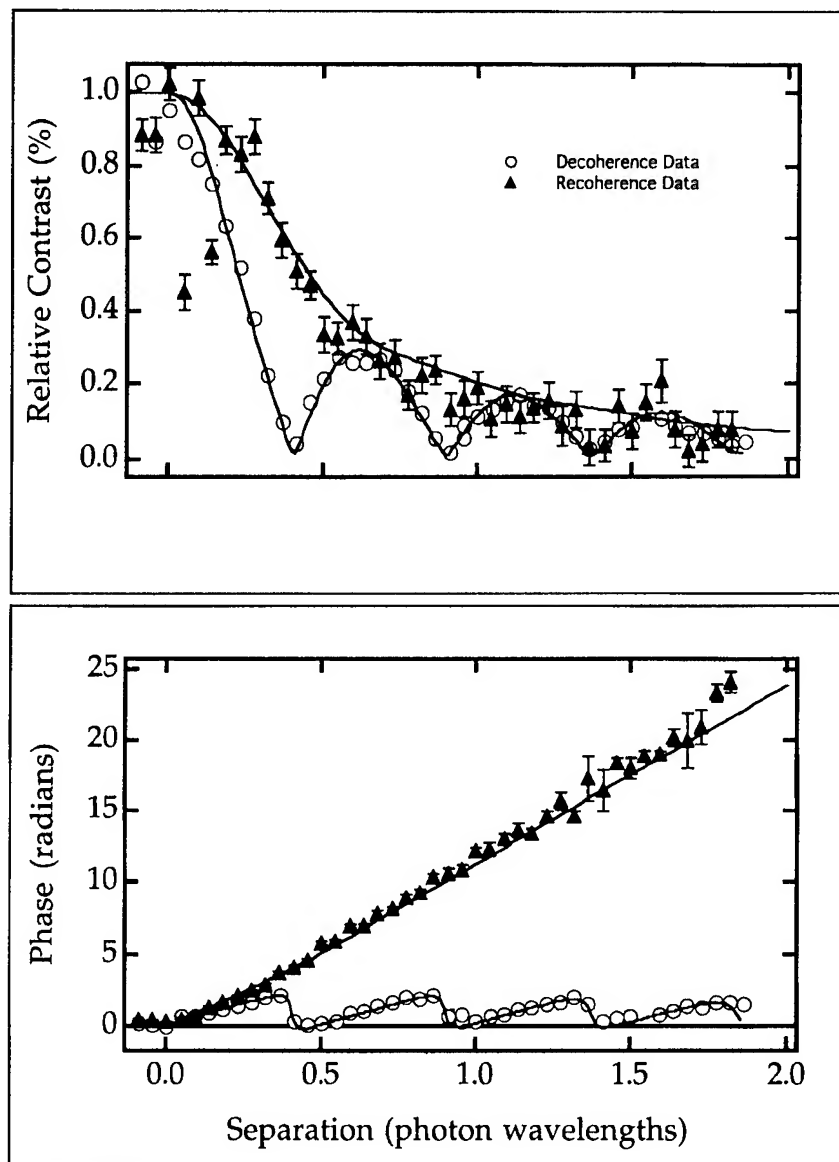 Relative Contrast (%)
1.0
0.8
0.6
0.4
0.2
0.0
Decoherence Data
Recoherence Data
Phase (radians)
25
20
15
10
5
0
0.0 0.5 1.0 1.5 2.0
Separation (photon wavelengths)